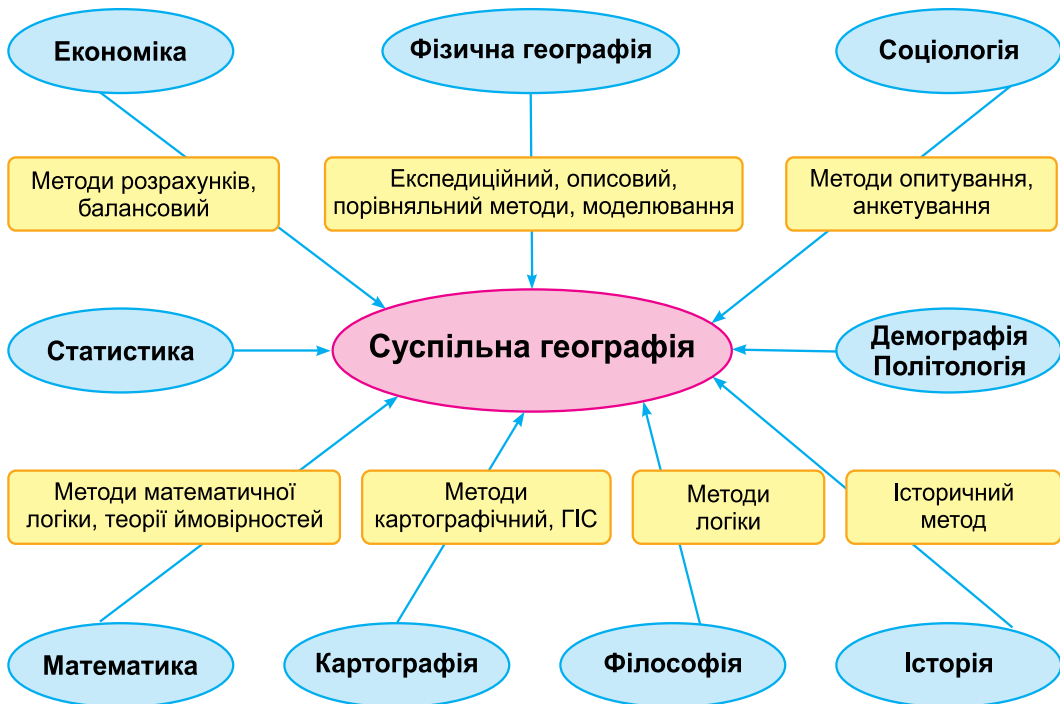 Економіка
Фізична географія
Соціологія
Методи розрахунків,
балансовий
Експедиційний, описовий,
порівняльний методи, моделювання
Методи опитування,
анкетування
Статистика
Суспільна географія
Демографія
Політологія
Методи математичної
логіки, теорії ймовірностей
Методи
картографічний, ГІС
Методи
логіки
Історичний
метод
Математика
Картографія
Філософія
Історія